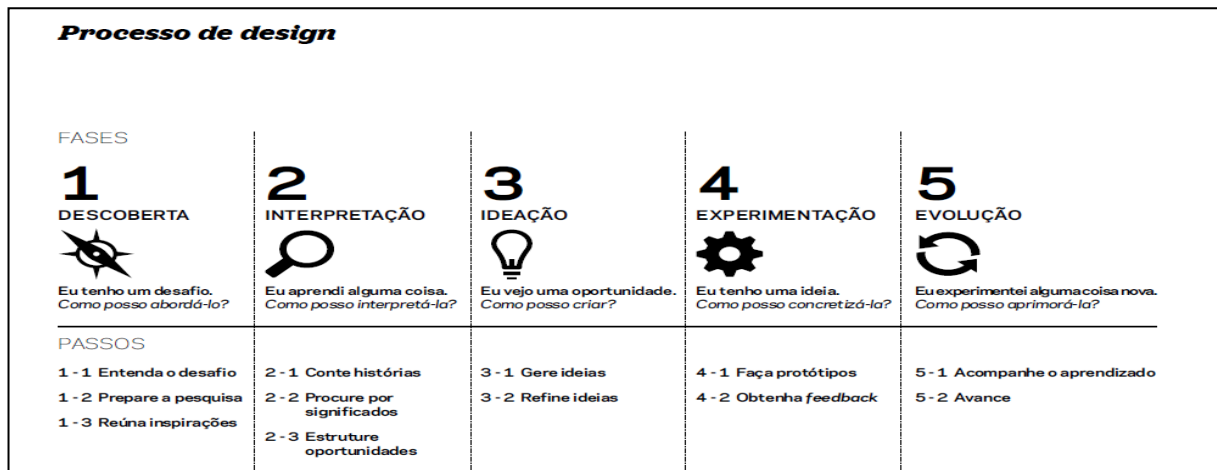 Processo de design
FASES
1
DESCOBERTA
Eu tenho um desafio.
Como posso abordá-lo?
2
INTERPRETAÇÃO
Eu aprendi alguma coisa.
Como posso interpretá-la?
3
IDEAÇÃO
Eu vejo uma oportunidade.
Como posso criar?
4
EXPERIMENTAÇÃO
Eu tenho uma ideia.
Como posso concretizá-la?
5
EVOLUÇÃO
Eu experimentei alguma coisa nova.
Como posso aprimorá-la?
PASSOS
1 - 1 Entenda o desafio
1 - 2 Prepare a pesquisa
1 - 3 Reúna inspirações
2 - 1 Conte histórias
2 - 2 Procure por
significados
2 - 3 Estruture
oportunidades
3 - 1 Gere ideias
3 - 2 Refine ideias
4 - 1 Faça protótipos
4 - 2 Obtenha feedback
5 - 1 Acompanhe o aprendizado
5 - 2 Avance